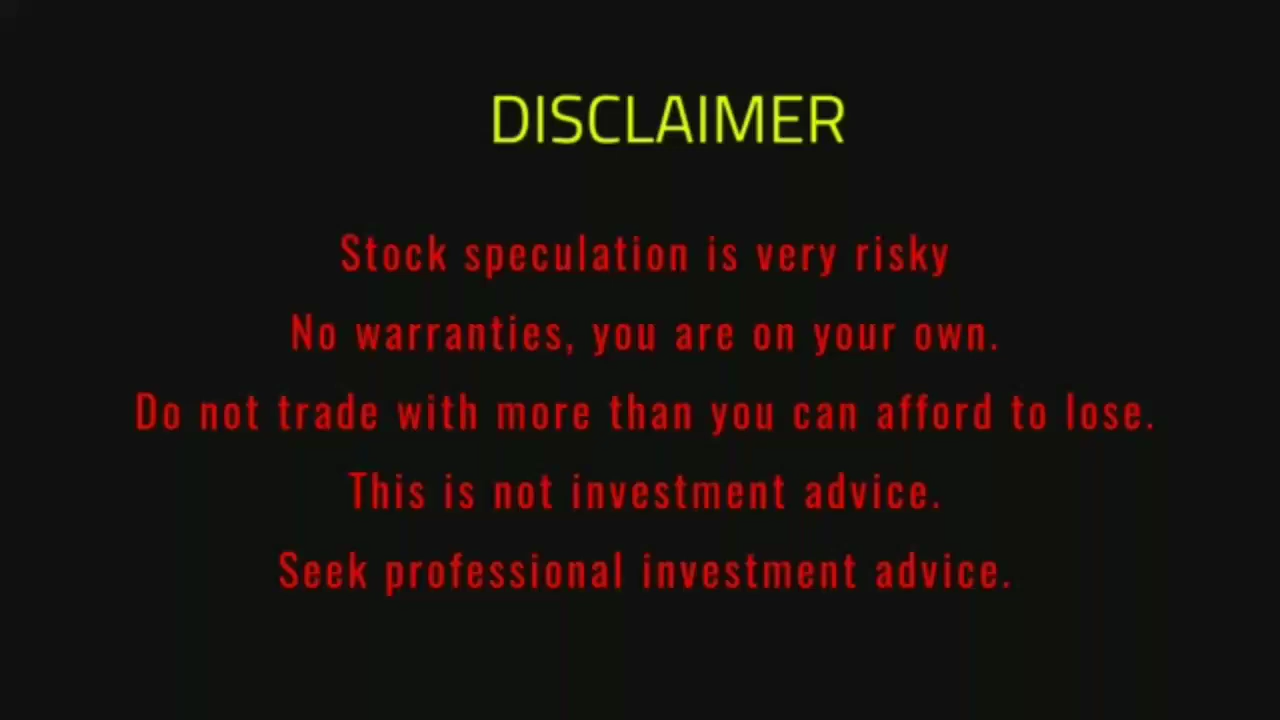 DISCLAIMER
Stock speculation is very risky
No warranties, you are on your own.
Do not trade with more than you can afford to lose.
This is not investment advice.
Seek professional investment advice.